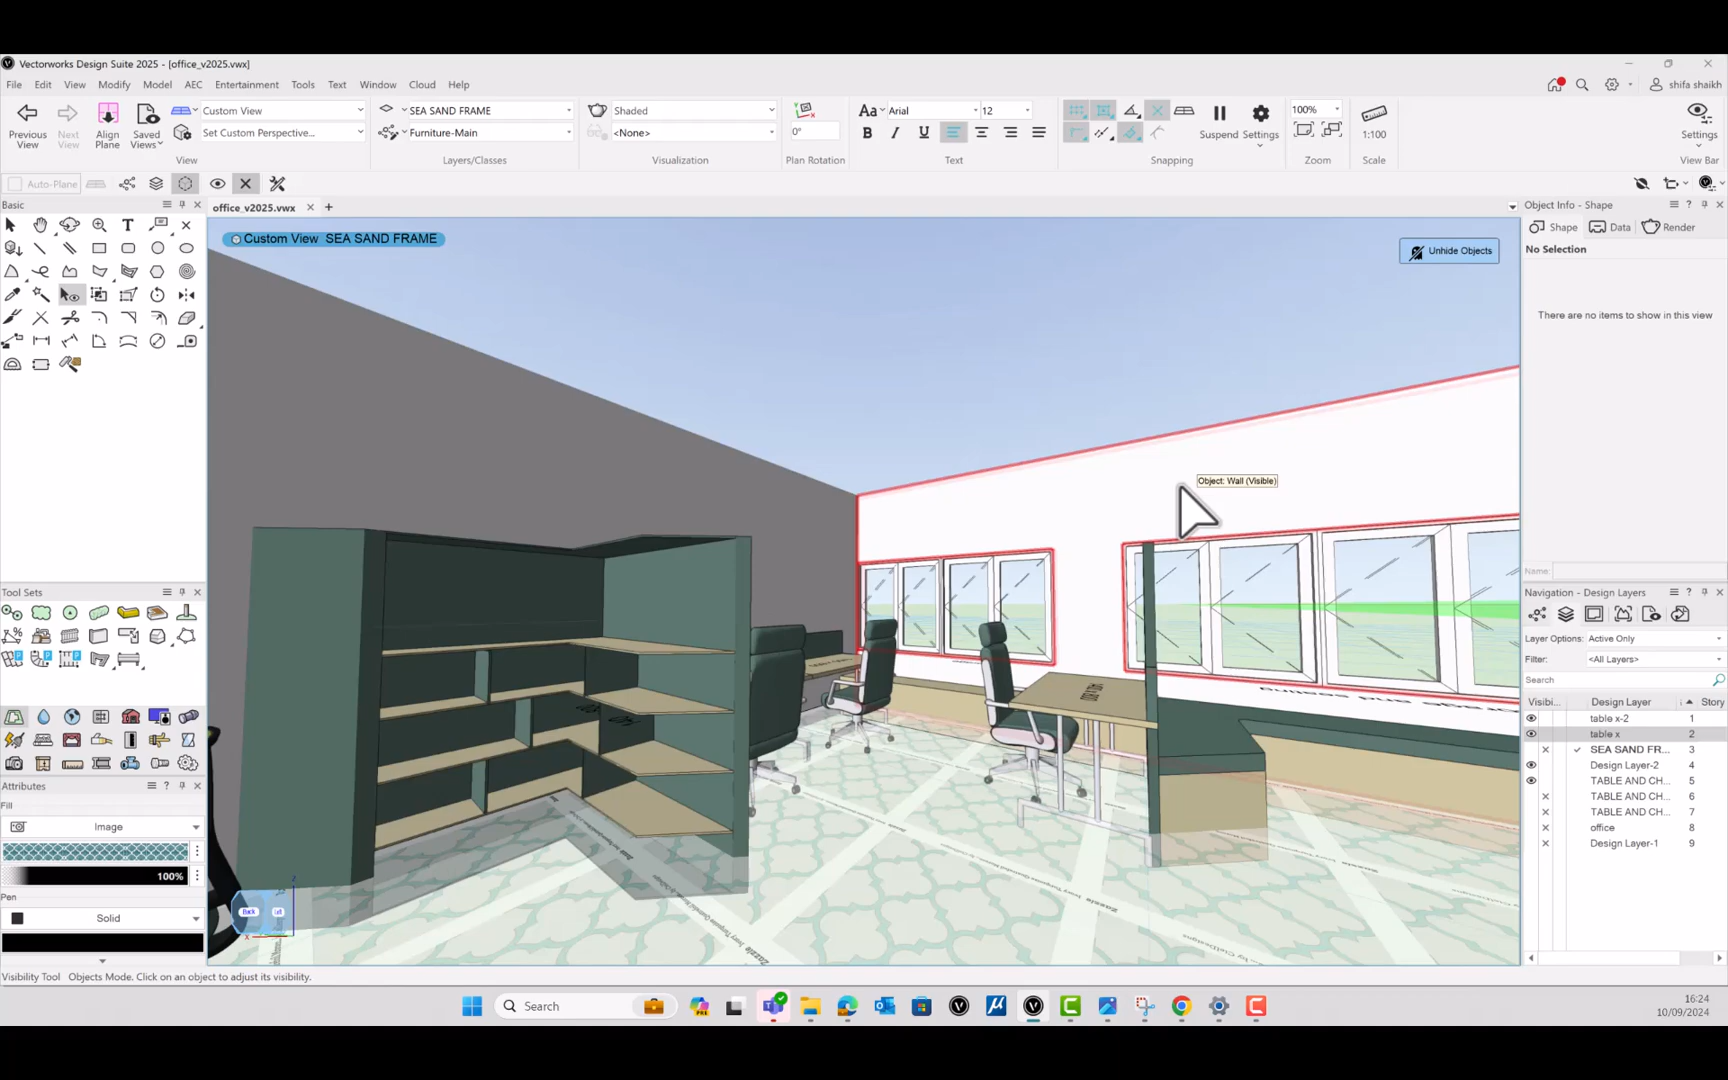 Vectorworks Design Suite 2025 - [office_v2025.vwx]
File Edit View Modify Model AEC Entertainment Tools Text Window Cloud Help
shifa shaikh
Previous View
Next View
Align Plane
Saved Views
Custom View
Set Custom Perspective...
View
SEA SAND FRAME
Furniture-Main
Layers/Classes
Shaded
<None>
Visualization
0°
Plan Rotation
Aa Arial 12
B I U
Text
Suspend
Settings
Snapping
100%
Zoom
1:100
Scale
Settings
View Bar
Auto-Plane
Basic
office_v2025.vwx
Custom View SEA SAND FRAME
Unhide Objects
Object: Wall (Visible)
Object Info - Shape
Shape Data Render
No Selection
There are no items to show in this view
Name:
Tool Sets
Attributes
Fill
Image
100%
Pen
Solid
Back
Left
Navigation - Design Layers
Layer Options: Active Only
Filter: <All Layers>
Search
Visibi... Design Layer Story
table x-2 1
table x 2
SEA SAND FR... 3
Design Layer-2 4
TABLE AND CH... 5
TABLE AND CH... 6
TABLE AND CH... 7
office 8
Design Layer-1 9
Visibility Tool Objects Mode. Click on an object to adjust its visibility.
Search
PRE
16:24
10/09/2024